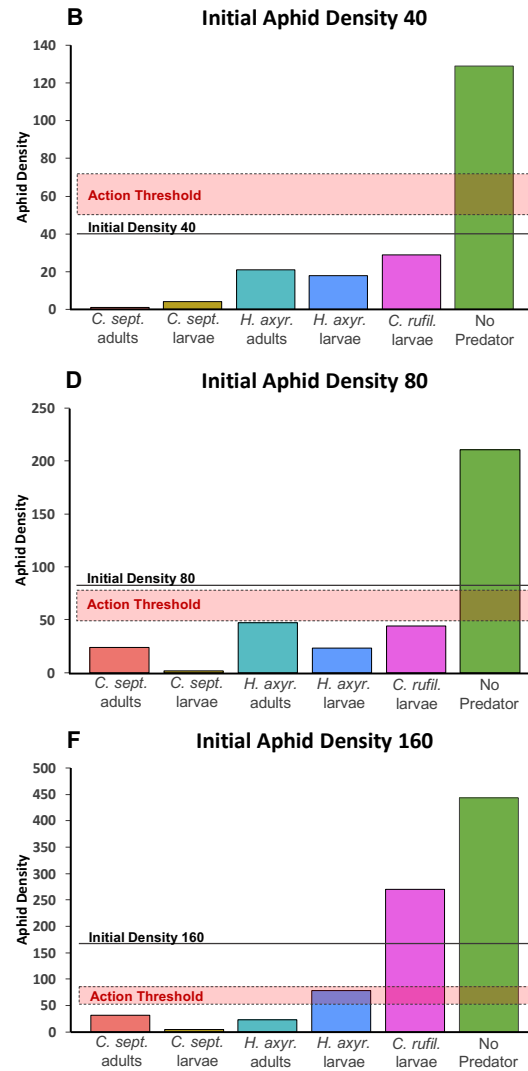 B Initial Aphid Density 40
140
120
100
80
60
40
20
0
Aphid Density
Action Threshold
Initial Density 40
C. sept. C. sept. H. axyr. H. axyr. C. rufil. No
adults larvae adults larvae larvae Predator
D Initial Aphid Density 80
250
200
150
100
50
0
Aphid Density
Initial Density 80
Action Threshold
C. sept. C. sept. H. axyr. H. axyr. C. rufil. No
adults larvae adults larvae larvae Predator
F Initial Aphid Density 160
500
450
400
350
300
250
200
150
100
50
0
Aphid Density
Initial Density 160
Action Threshold
C. sept. C. sept. H. axyr. H. axyr. C. rufil. No
adults larvae adults larvae larvae Predator